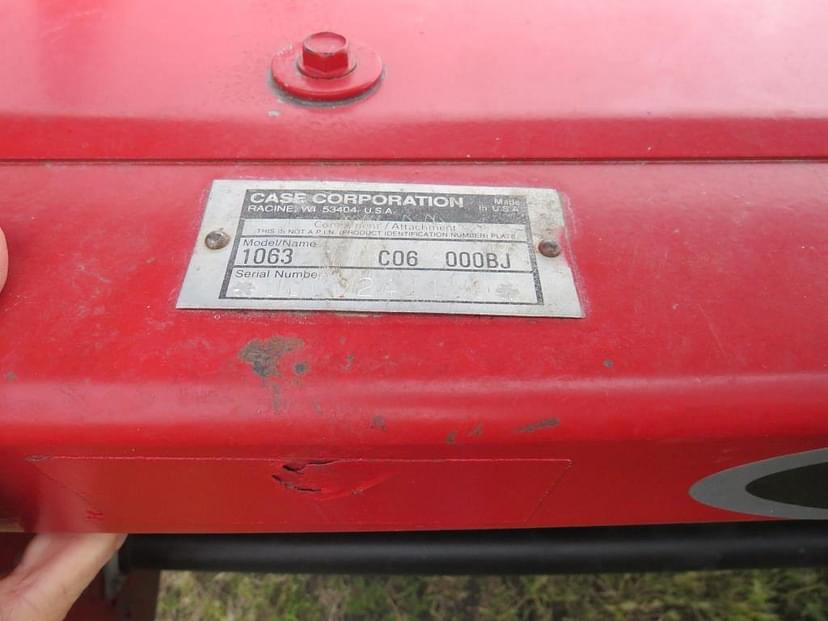 CASE CORPORATION
RACINE, WI 53404 U.S.A.
Made
in U.S.A.
Component / Attachment
(THIS IS NOT A P.I.N. (PRODUCT IDENTIFICATION NUMBER) PLATE)
Model/Name
1063 C06 000BJ
Serial Number